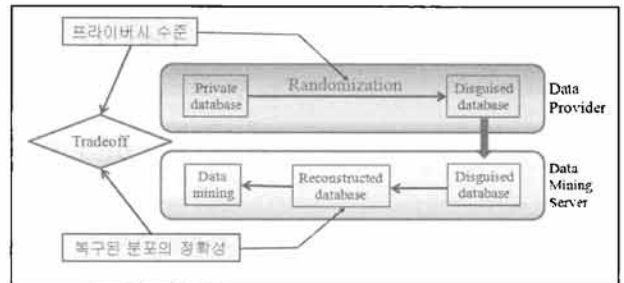 프라이버시 수준
Randomization
Private database
Disguised database
Data Provider
Tradeoff
Data mining
Reconstructed database
Disguised database
Data Mining Server
복구된 분포의 정확성